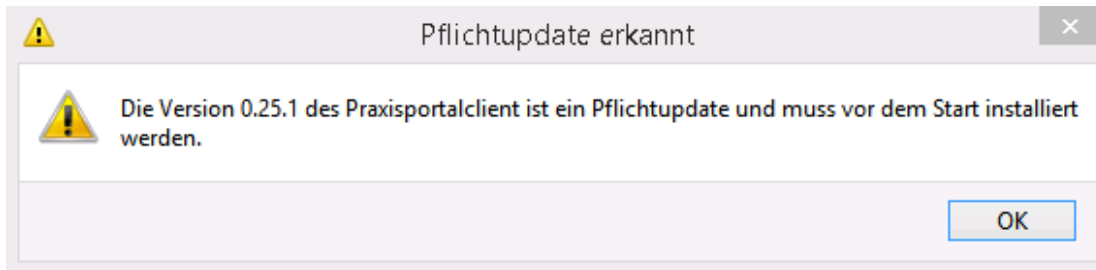 Pflichtupdate erkannt
Die Version 0.25.1 des Praxisportalclient ist ein Pflichtupdate und muss vor dem Start installiert
werden.
OK